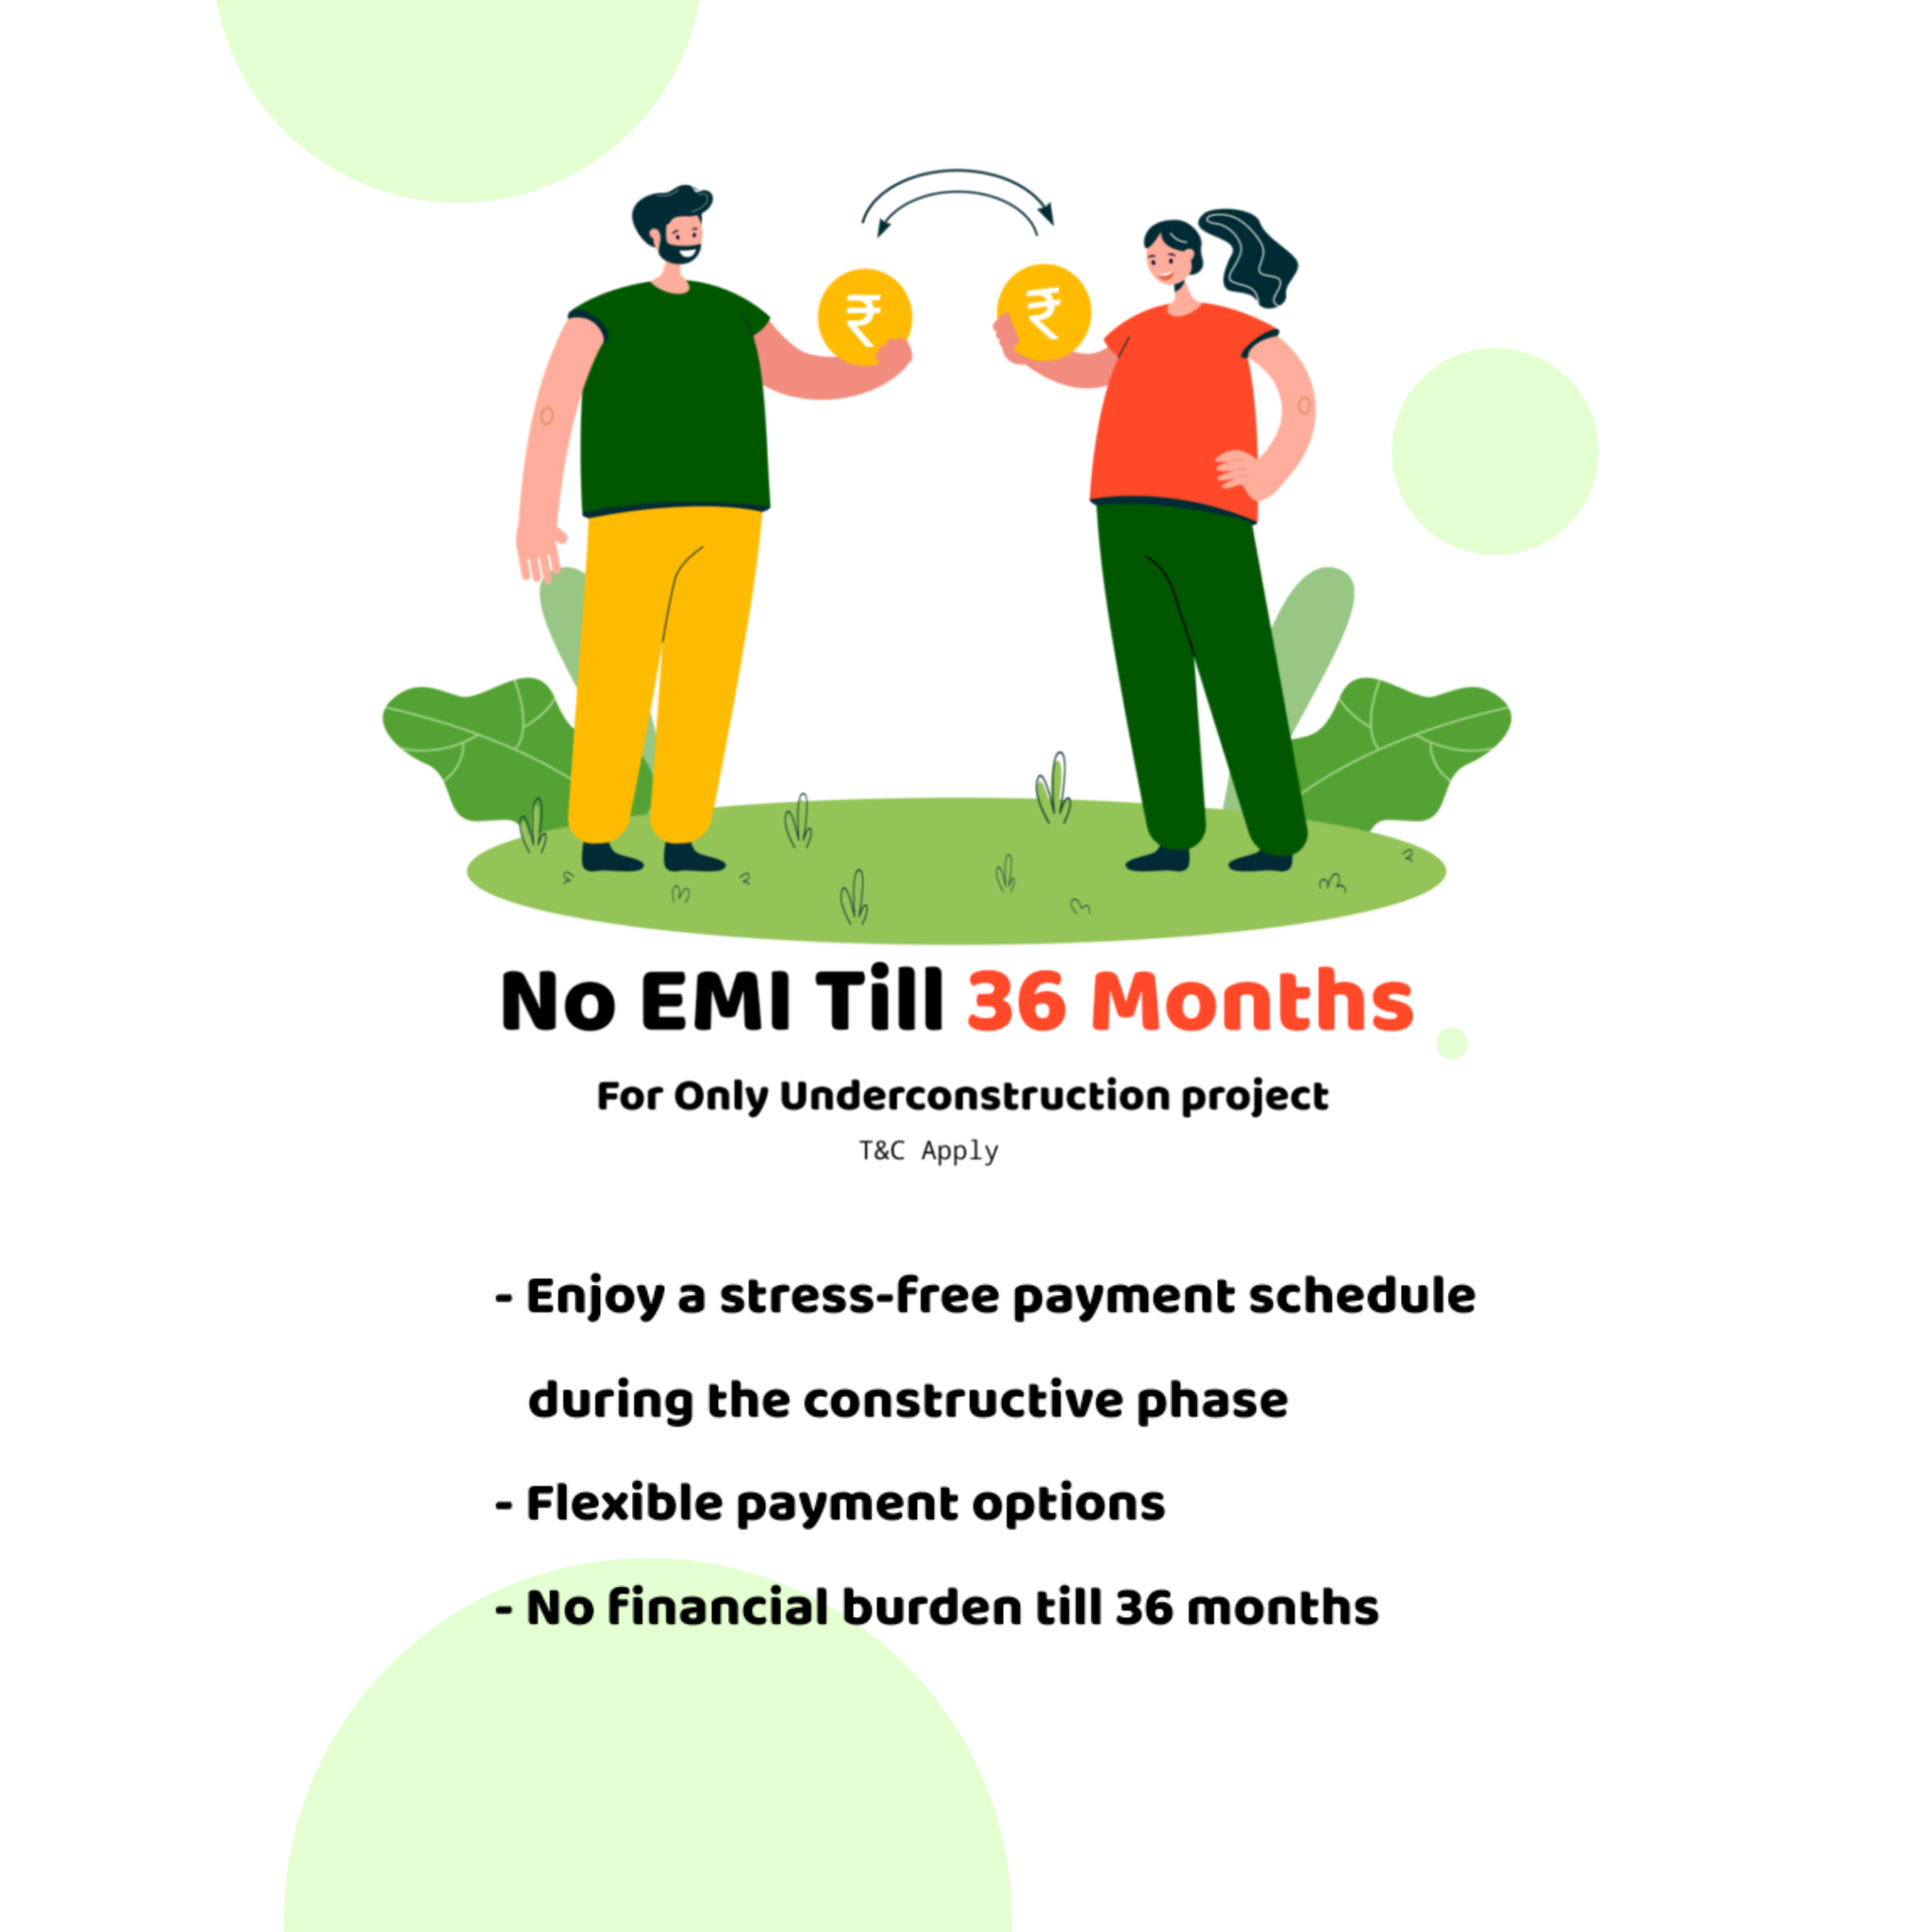 ₹ ₹
No EMI Till 36 Months
For Only Underconstruction project
T&C Apply
- Enjoy a stress-free payment schedule
during the constructive phase
- Flexible payment options
- No financial burden till 36 months